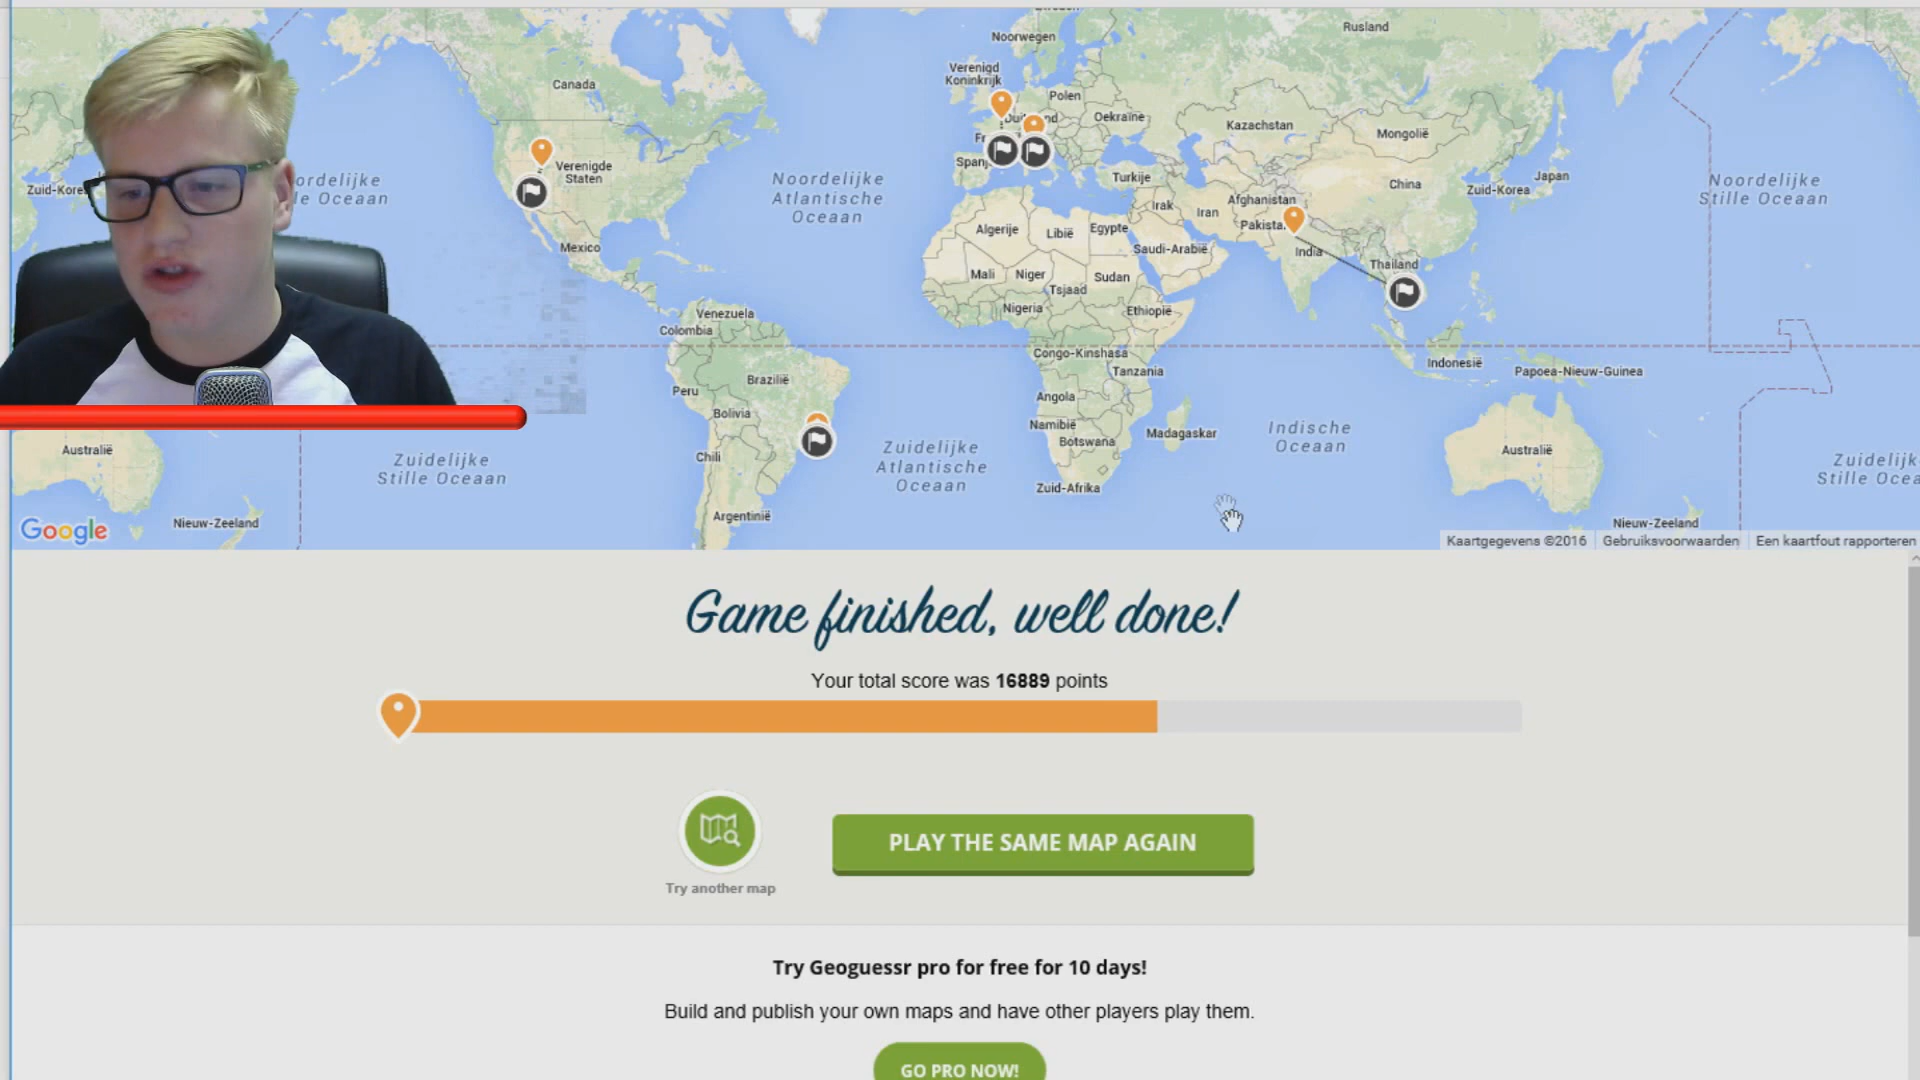 Noorwegen
Rusland
Verenigd
Koninkrijk
Canada
Polen
Oekraïne
Kazachstan
Mongolië
Verenigde
Staten
Turkije
China
Japan
Zuid-Korea
Noordelijke
Atlantische
Oceaan
Noordelijke
Stille Oceaan
Afghanistan
Irak
Iran
Algerije
Libië
Egypte
Saudi-Arabië
India
Mexico
Thailand
Mali
Niger
Sudan
Tsjaad
Nigeria
Ethiopië
Venezuela
Colombia
Congo-Kinshasa
Tanzania
Indonesië
Papoea-Nieuw-Guinea
Brazilië
Peru
Bolivia
Angola
Namibië
Botswana
Madagaskar
Indische
Oceaan
Australië
Zuidelijke
Stille Oceaan
Chili
Zuidelijke
Atlantische
Oceaan
Australië
Zuid-Afrika
Argentinië
Nieuw-Zeeland
Nieuw-Zeeland
Google
Kaartgegevens ©2016 Gebruiksvoorwaarden Een kaartfout rapporteren
Game finished, well done!
Your total score was 16889 points
PLAY THE SAME MAP AGAIN
Try another map
Try Geoguessr pro for free for 10 days!
Build and publish your own maps and have other players play them.
GO PRO NOW!